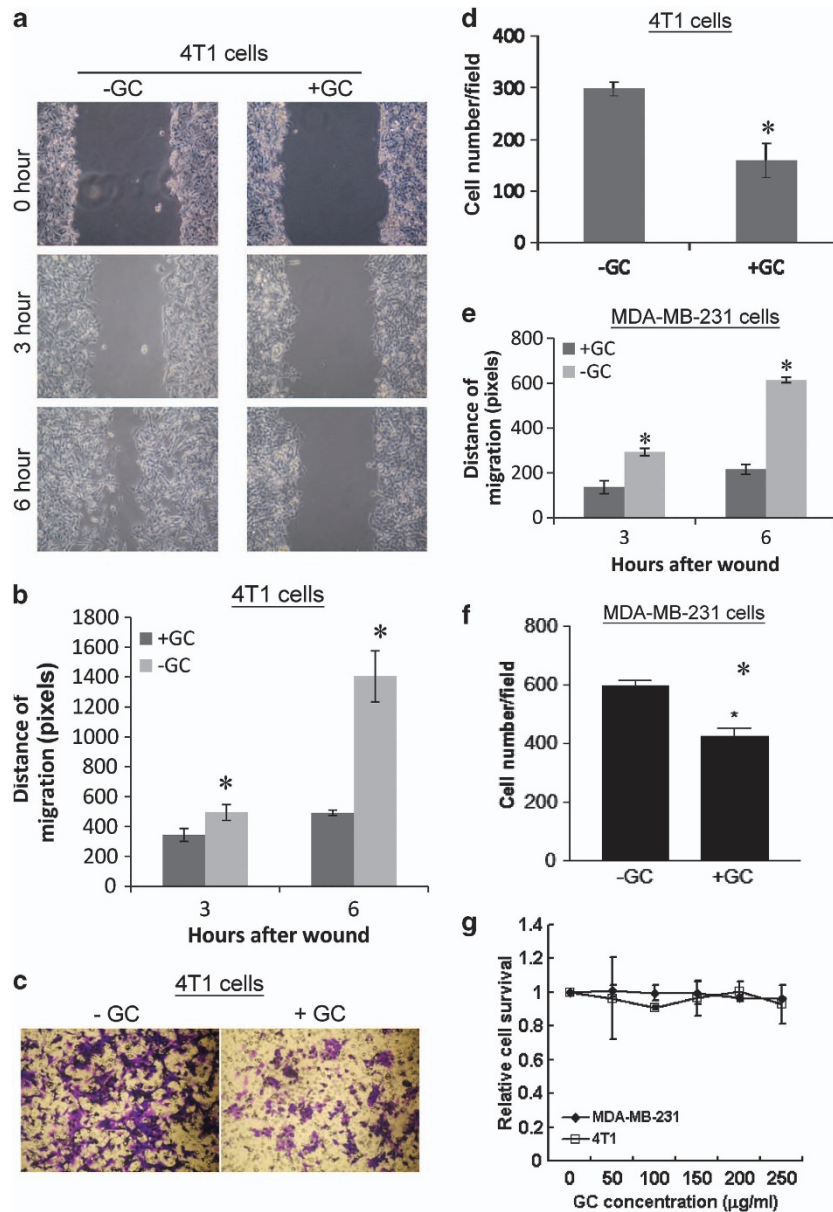 a
4T1 cells
-GC
+GC
0 hour
3 hour
6 hour
b
4T1 cells
1800
1600
1400
1200
1000
800
600
400
200
0
+GC
-GC
*
*
3
6
Distance of
migration (pixels)
Hours after wound
c
4T1 cells
- GC
+ GC
d
4T1 cells
400
300
200
100
0
*
Cell number/field
-GC
+GC
e
MDA-MB-231 cells
800
600
400
200
0
+GC
-GC
*
*
Distance of
migration (pixels)
3
6
Hours after wound
f
MDA-MB-231 cells
800
600
400
200
0
*
*
Cell number/field
-GC
+GC
g
1.4
1.2
1
0.8
0.6
0.4
0.2
0
Relative cell survival
MDA-MB-231
4T1
0 50 100 150 200 250
GC concentration (μg/ml)